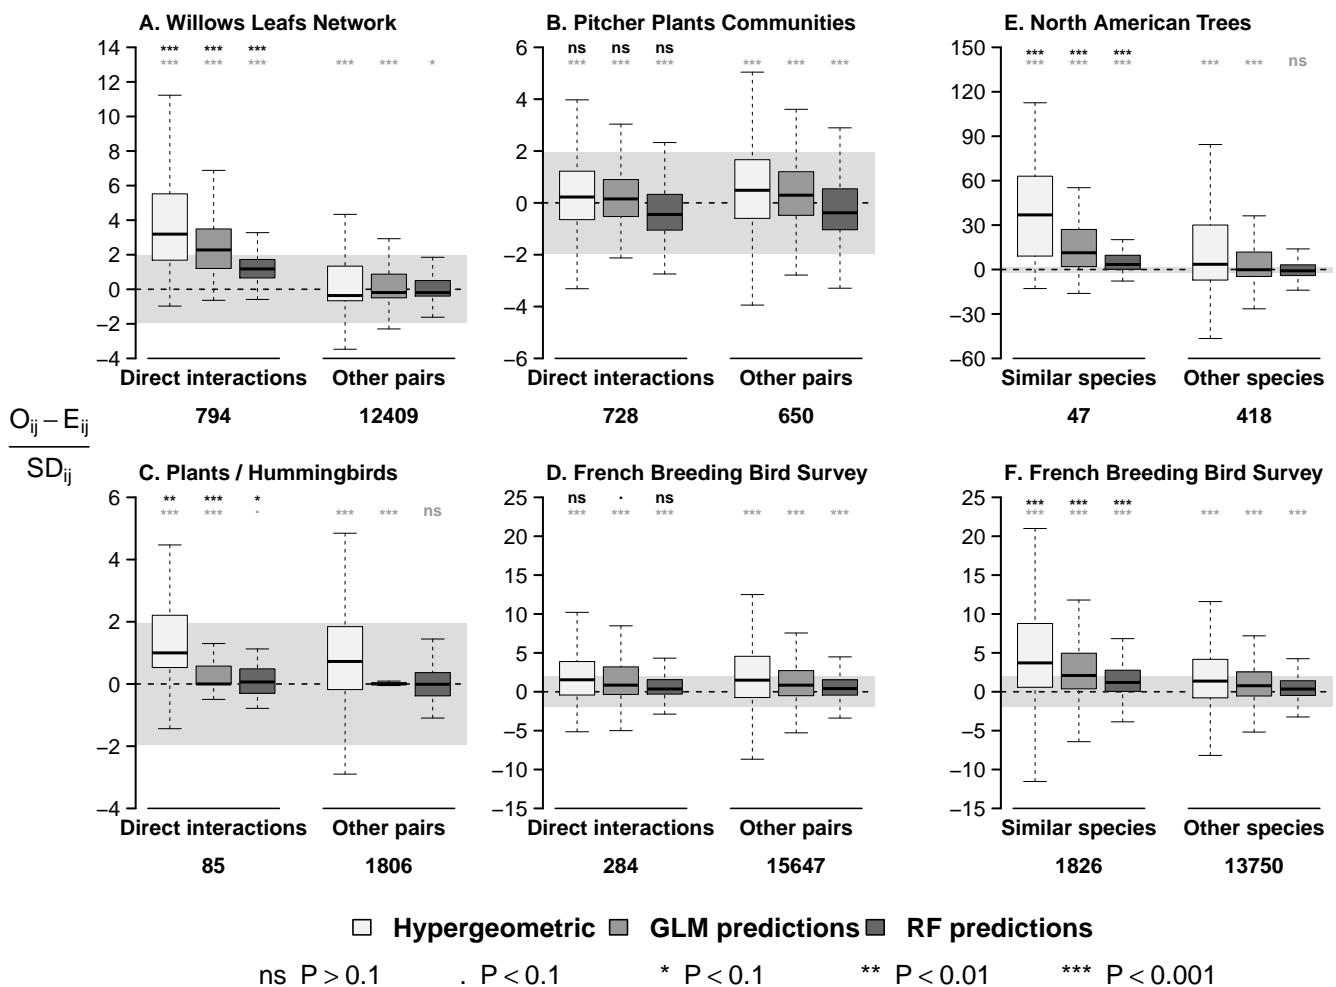 A. Willows Leafs Network
14
12
10
8
6
4
2
0
−2
−4
*** *** ***
*** *** *** *** *** *
Direct interactions Other pairs
794 12409
B. Pitcher Plants Communities
6
4
2
0
−2
−4
−6
ns ns ns
*** *** *** *** *** ***
Direct interactions Other pairs
728 650
E. North American Trees
150
120
90
60
30
0
−30
−60
*** *** ***
*** *** *** *** *** ns
Similar species Other species
47 418
Oij − Eij
SDij
C. Plants / Hummingbirds
6
4
2
0
−2
−4
** *** *
*** *** . *** *** ns
Direct interactions Other pairs
85 1806
D. French Breeding Bird Survey
25
20
15
10
5
0
−5
−10
−15
ns . ns
*** *** *** *** *** ***
Direct interactions Other pairs
284 15647
F. French Breeding Bird Survey
25
20
15
10
5
0
−5
−10
−15
*** *** ***
*** *** *** *** *** ***
Similar species Other species
1826 13750
Hypergeometric GLM predictions RF predictions
ns P > 0.1 . P < 0.1 * P < 0.1 ** P < 0.01 *** P < 0.001